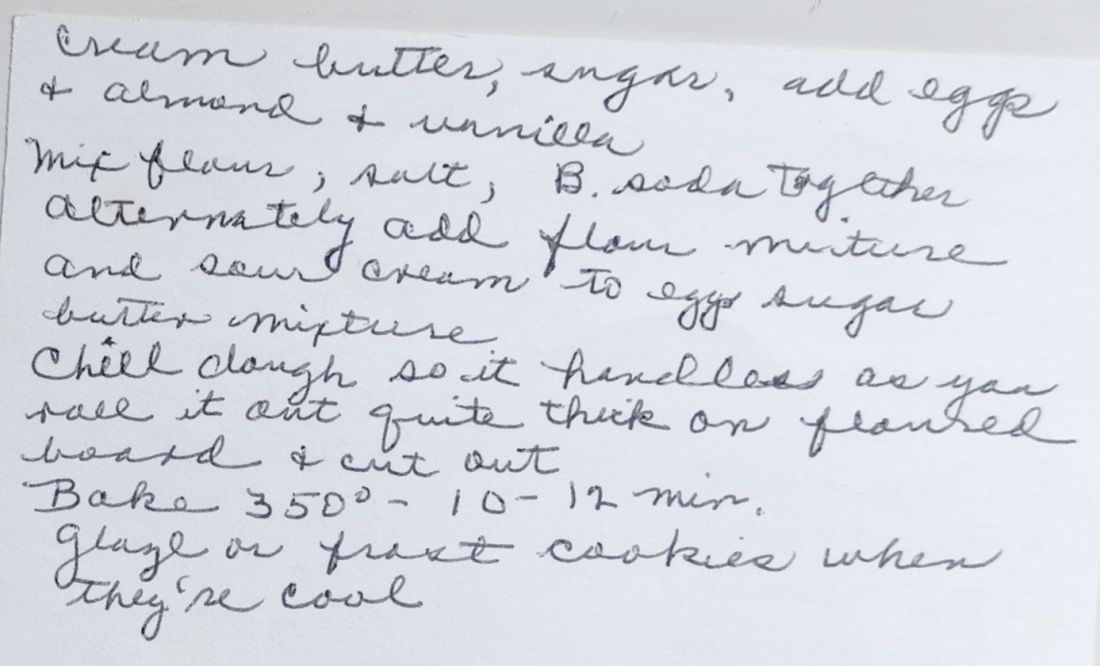 Cream butter, sugar, add eggs
+ almond + vanilla
Mix flour, salt, B. soda together
Alternately add flour mixture
and sour cream to eggs sugar
butter mixture
Chill dough so it handles as you
roll it out quite thick on floured
board & cut out
Bake 350° - 10 - 12 min.
Glaze or frost cookies when
they're cool